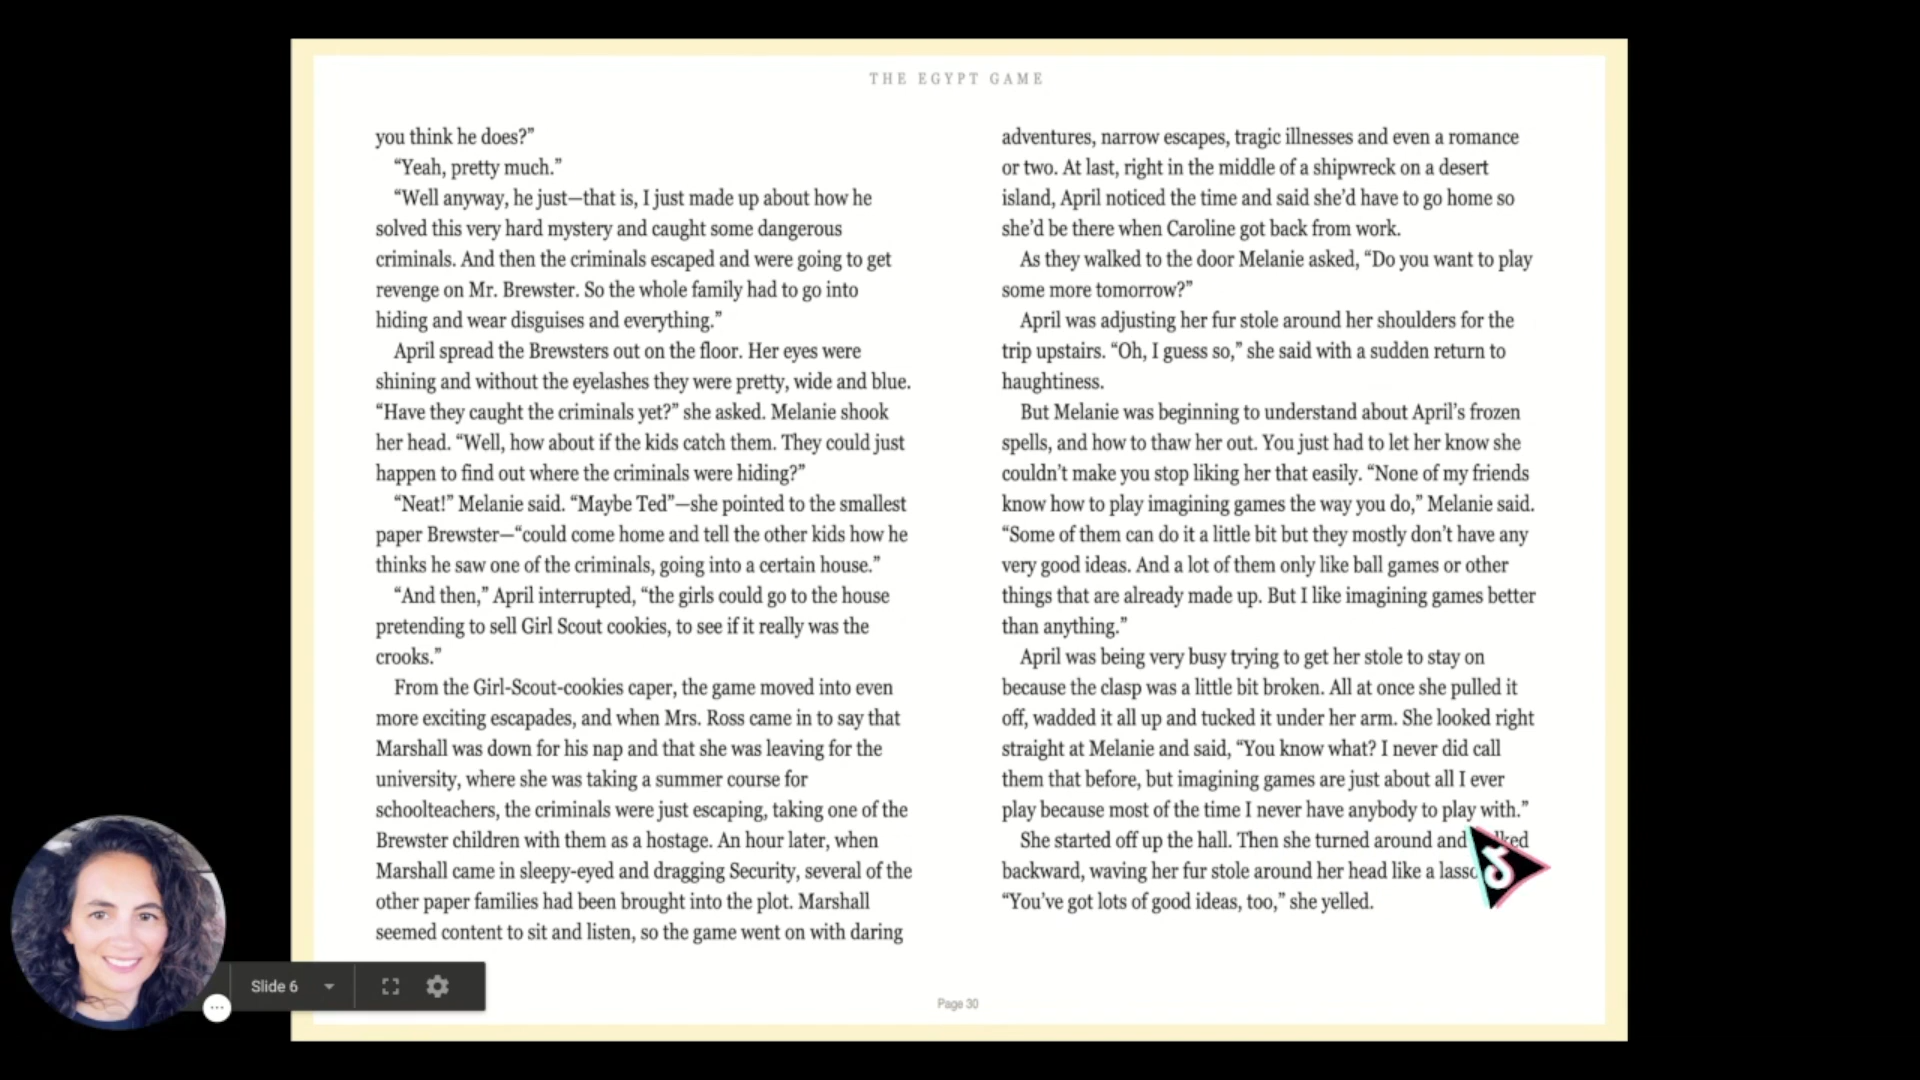 THE EGYPT GAME
you think he does?”
“Yeah, pretty much.”
“Well anyway, he just—that is, I just made up about how he
solved this very hard mystery and caught some dangerous
criminals. And then the criminals escaped and were going to get
revenge on Mr. Brewster. So the whole family had to go into
hiding and wear disguises and everything.”
April spread the Brewsters out on the floor. Her eyes were
shining and without the eyelashes they were pretty, wide and blue.
“Have they caught the criminals yet?” she asked. Melanie shook
her head. “Well, how about if the kids catch them. They could just
happen to find out where the criminals were hiding?”
“Neat!” Melanie said. “Maybe Ted”—she pointed to the smallest
paper Brewster—“could come home and tell the other kids how he
thinks he saw one of the criminals, going into a certain house.”
“And then,” April interrupted, “the girls could go to the house
pretending to sell Girl Scout cookies, to see if it really was the
crooks.”
From the Girl-Scout-cookies caper, the game moved into even
more exciting escapades, and when Mrs. Ross came in to say that
Marshall was down for his nap and that she was leaving for the
university, where she was taking a summer course for
schoolteachers, the criminals were just escaping, taking one of the
Brewster children with them as a hostage. An hour later, when
Marshall came in sleepy-eyed and dragging Security, several of the
other paper families had been brought into the plot. Marshall
seemed content to sit and listen, so the game went on with daring
adventures, narrow escapes, tragic illnesses and even a romance
or two. At last, right in the middle of a shipwreck on a desert
island, April noticed the time and said she’d have to go home so
she’d be there when Caroline got back from work.
As they walked to the door Melanie asked, “Do you want to play
some more tomorrow?”
April was adjusting her fur stole around her shoulders for the
trip upstairs. “Oh, I guess so,” she said with a sudden return to
haughtiness.
But Melanie was beginning to understand about April’s frozen
spells, and how to thaw her out. You just had to let her know she
couldn’t make you stop liking her that easily. “None of my friends
know how to play imagining games the way you do,” Melanie said.
“Some of them can do it a little bit but they mostly don’t have any
very good ideas. And a lot of them only like ball games or other
things that are already made up. But I like imagining games better
than anything.”
April was being very busy trying to get her stole to stay on
because the clasp was a little bit broken. All at once she pulled it
off, wadded it all up and tucked it under her arm. She looked right
straight at Melanie and said, “You know what? I never did call
them that before, but imagining games are just about all I ever
play because most of the time I never have anybody to play with.”
She started off up the hall. Then she turned around and
backward, waving her fur stole around her head like a
“You’ve got lots of good ideas, too,” she yelled.
Page 30
Slide 6